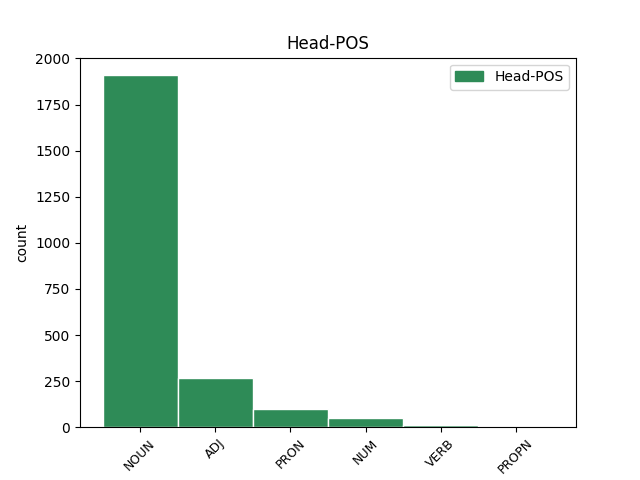 Head-POS
Head-POS
2000
1750
1500
1250
1000
750
500
250
0
count
NOUN
ADJ
PRON
NUM
VERB
PROPN